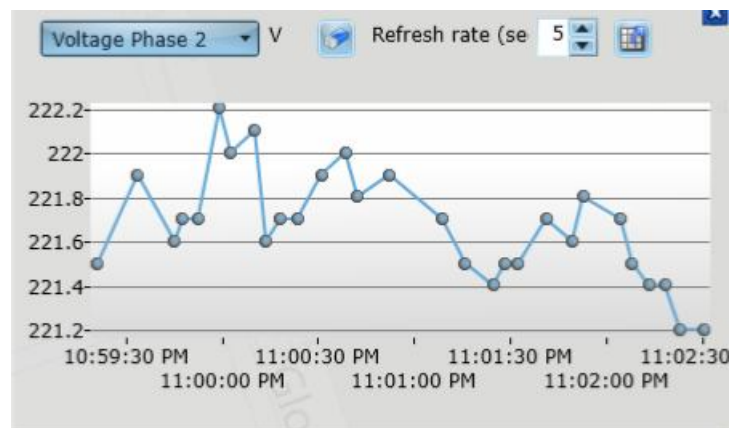 Voltage Phase 2 V Refresh rate (se 5
222.2
222
221.8
221.6
221.4
221.2
10:59:30 PM 11:00:30 PM 11:01:30 PM 11:02:30
11:00:00 PM 11:01:00 PM 11:02:00 PM
Glo